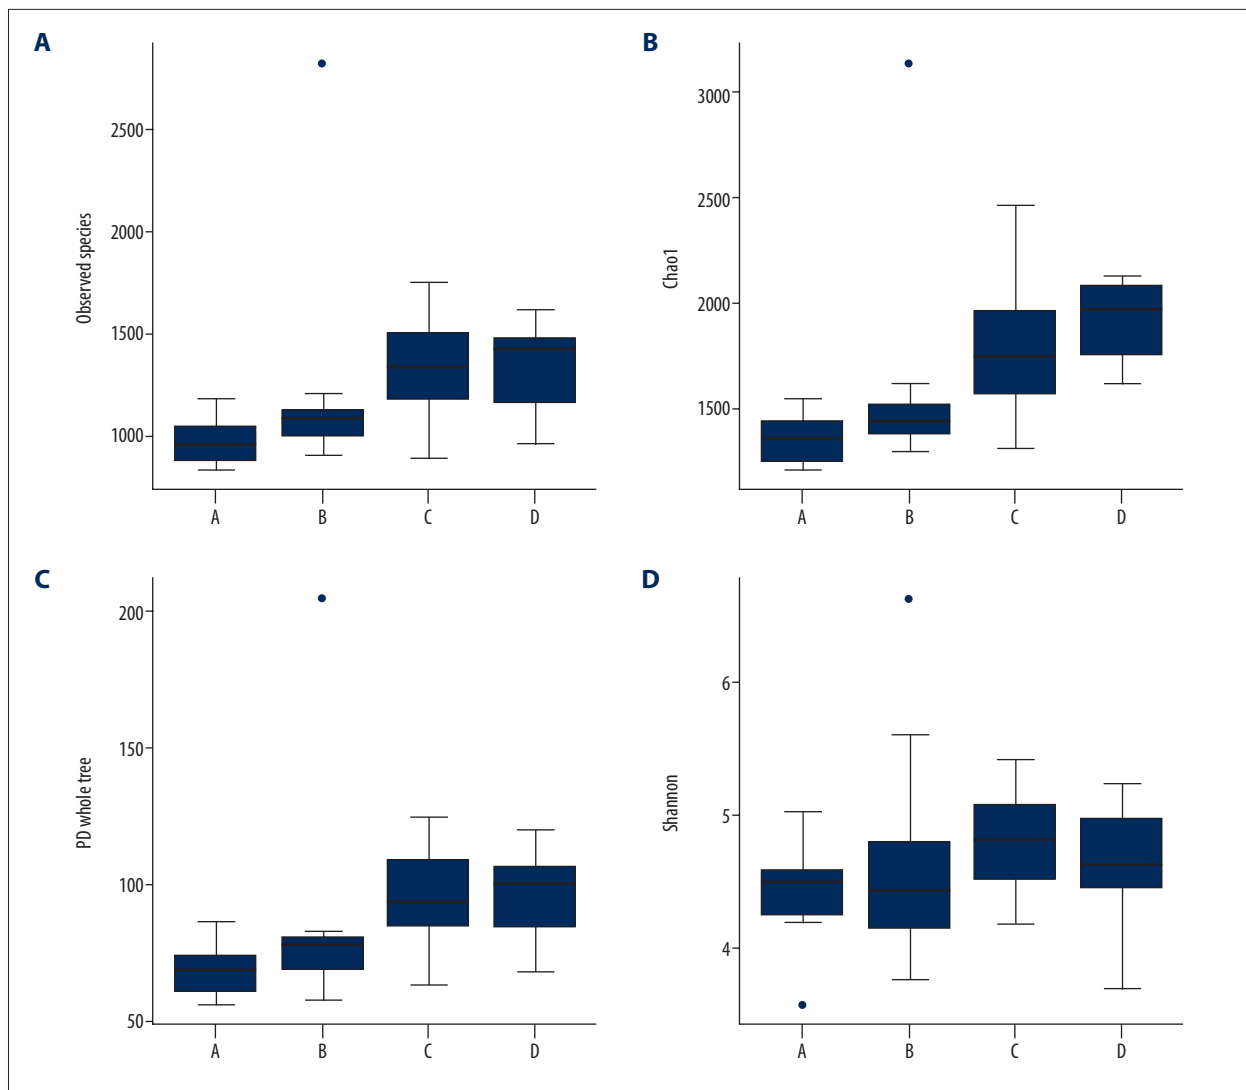 A
Observed species
2500
2000
1500
1000
A B C D
B
Chao1
3000
2500
2000
1500
A B C D
C
PD whole tree
200
150
100
50
A B C D
D
Shannon
6
5
4
A B C D